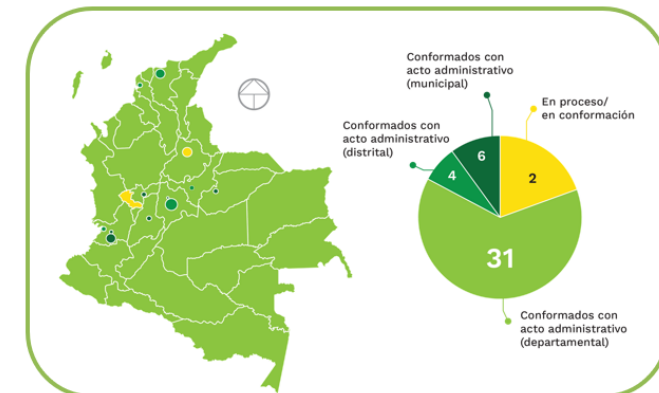 Conformados con
acto administrativo
(municipal)
En proceso/
en conformación
Conformados con
acto administrativo
(distrital)
6
4
2
31
Conformados con
acto administrativo
(departamental)